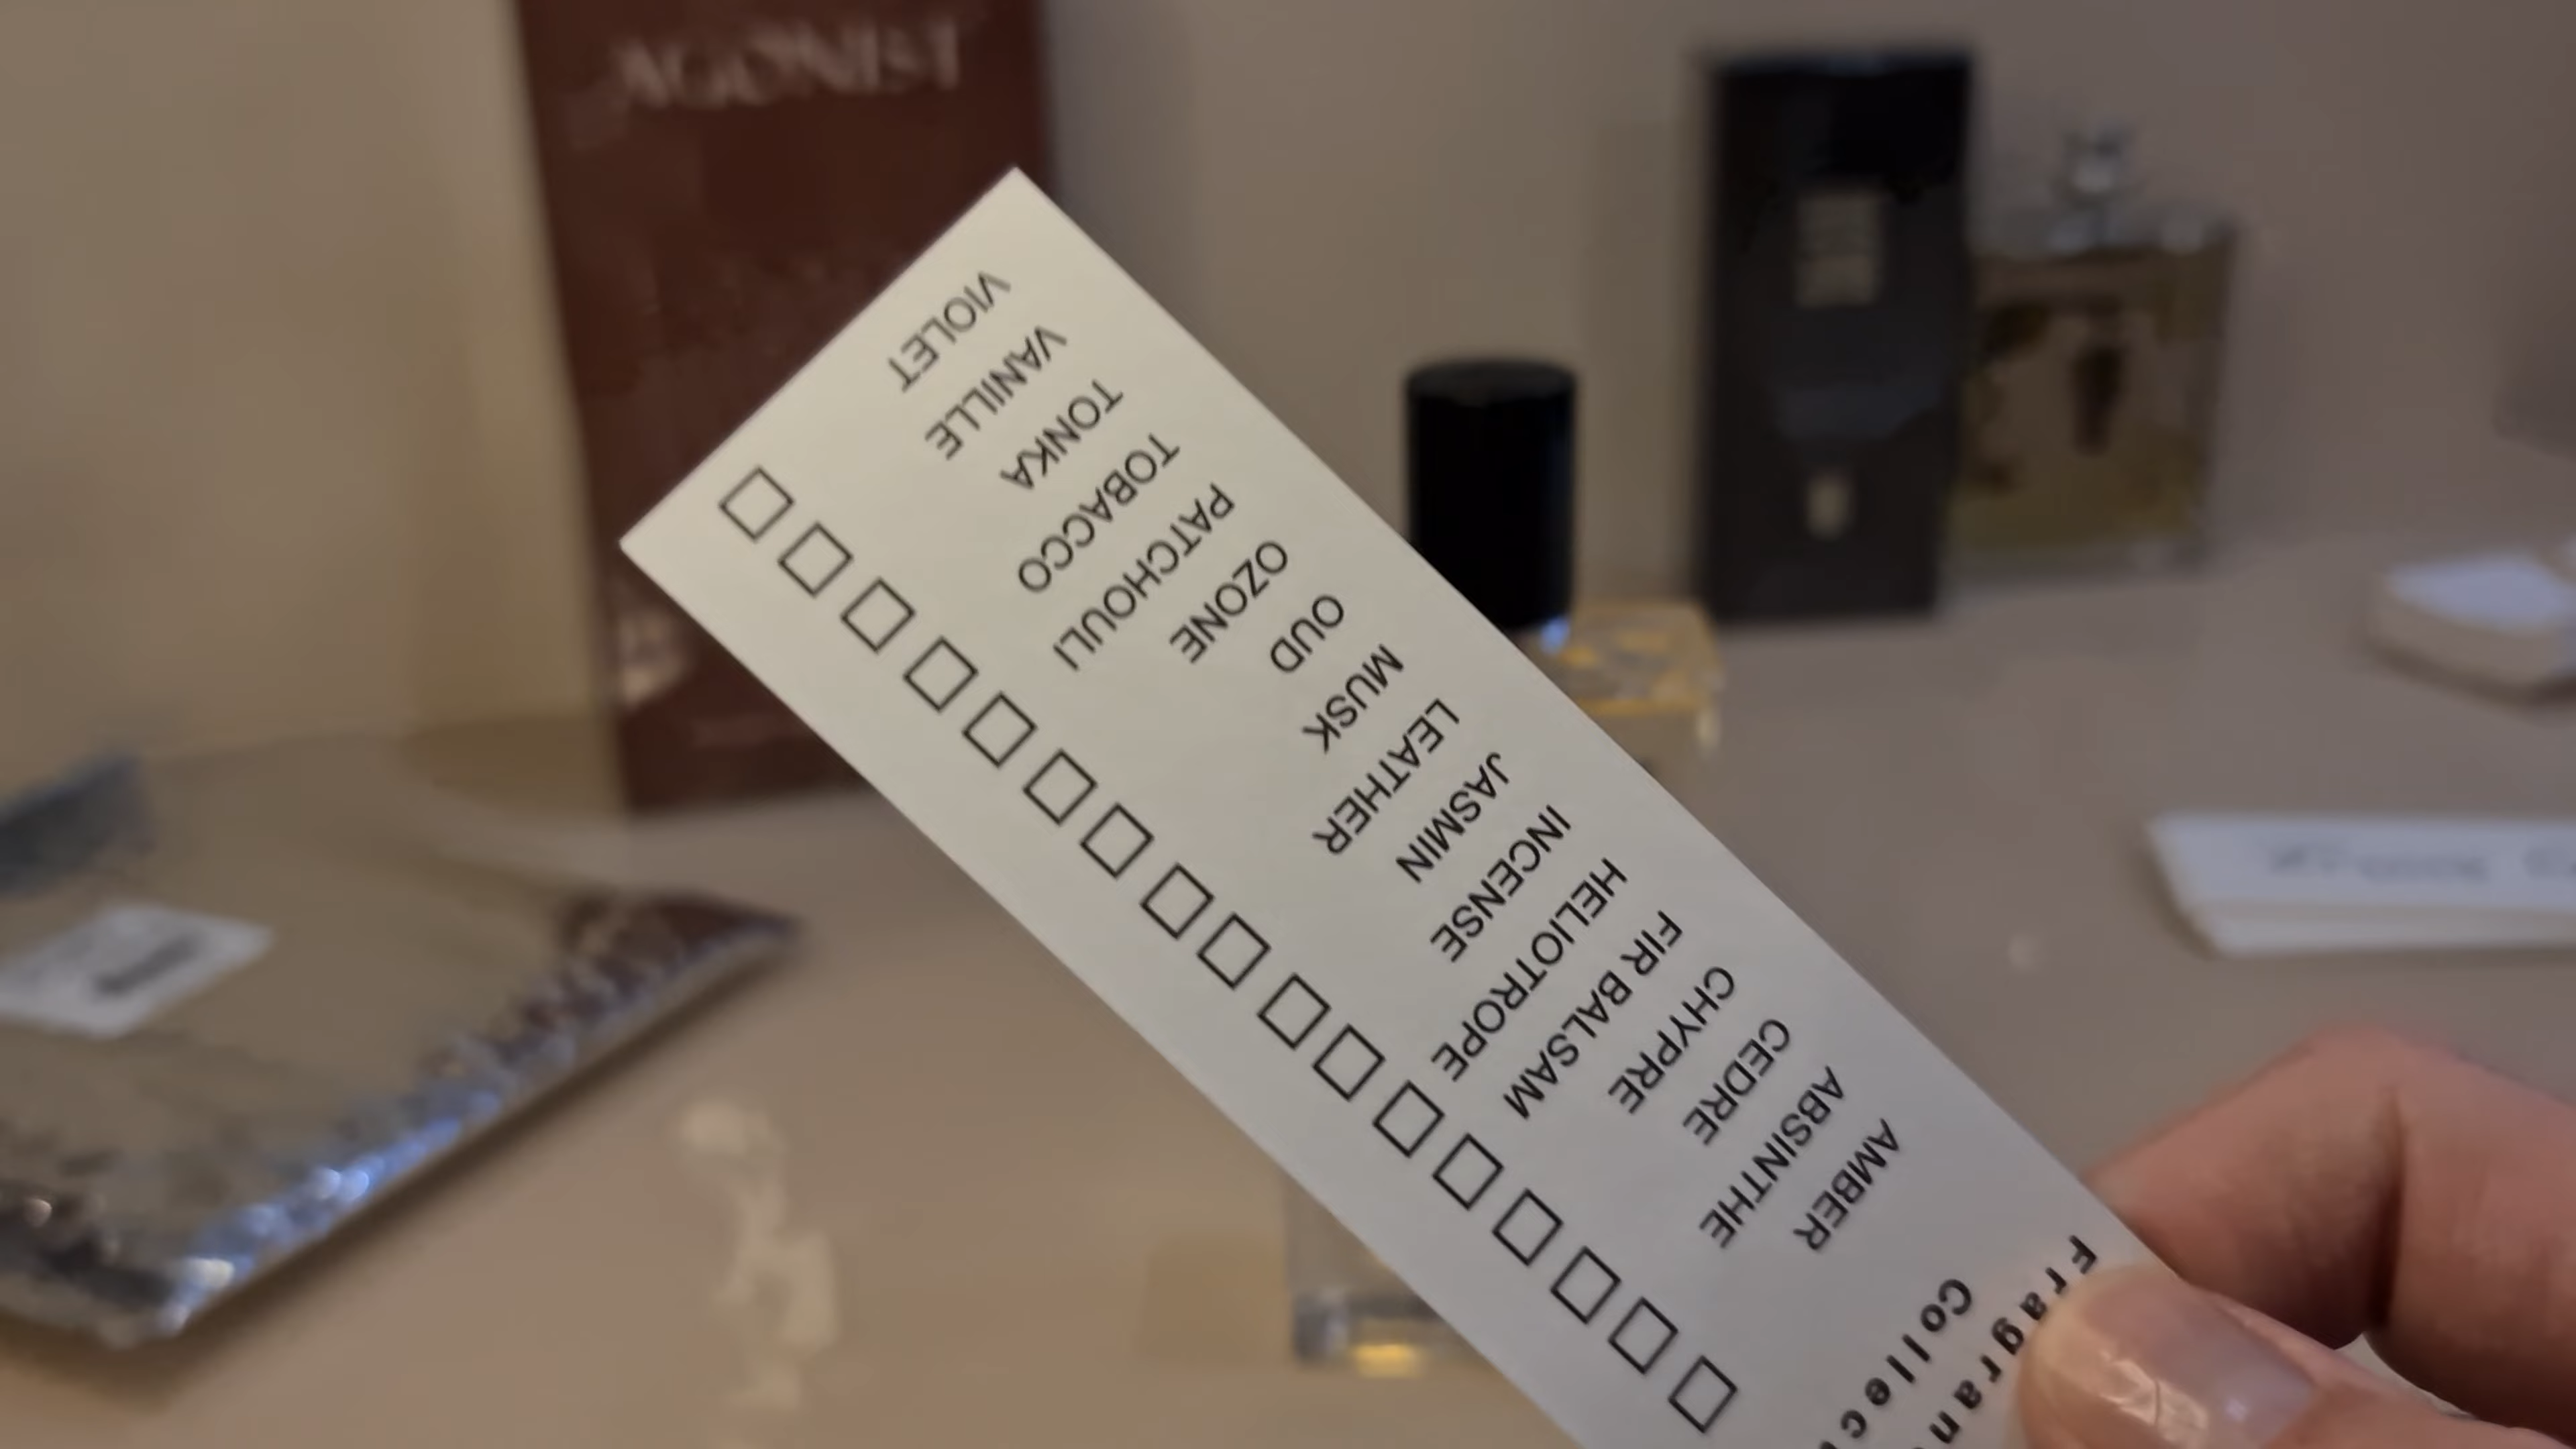 AGONIST
Fragran
Collec
AMBER
ABSINTHE
CEDRE
CHYPRE
FIR BALSAM
HELIOTROPE
INCENSE
JASMIN
LEATHER
MUSK
OUD
OZONE
PATCHOULI
TOBACCO
TONKA
VANILLE
VIOLET